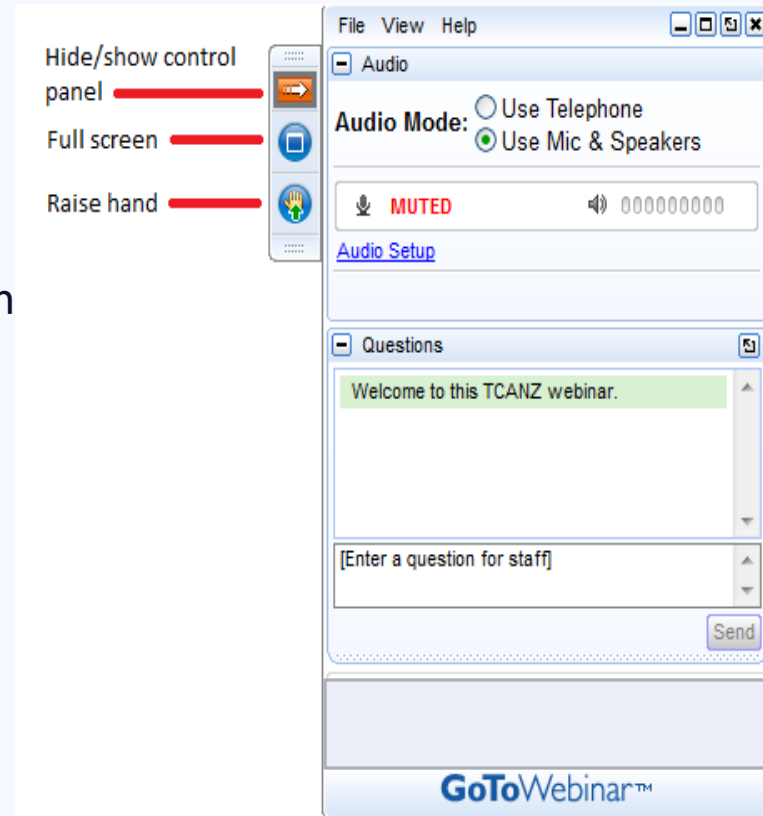 Hide/show control
panel
Full screen
Raise hand
n
File View Help
Audio
Audio Mode:
Use Telephone
Use Mic & Speakers
MUTED
000000000
Audio Setup
Questions
Welcome to this TCANZ webinar.
[Enter a question for staff]
Send
GoToWebinar™